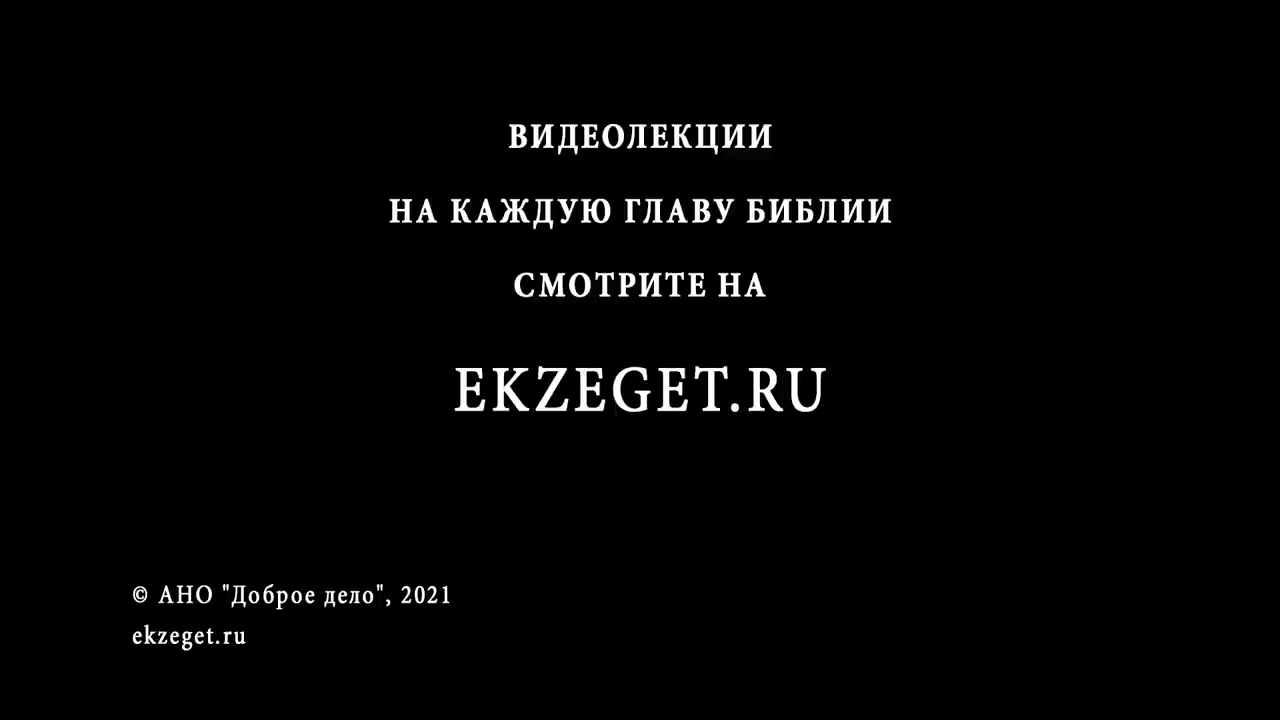 ВИДЕОЛЕКЦИИ
НА КАЖДУЮ ГЛАВУ БИБЛИИ
СМОТРИТЕ НА
EKZEGET.RU
© АНО "Доброе дело", 2021
ekzeget.ru